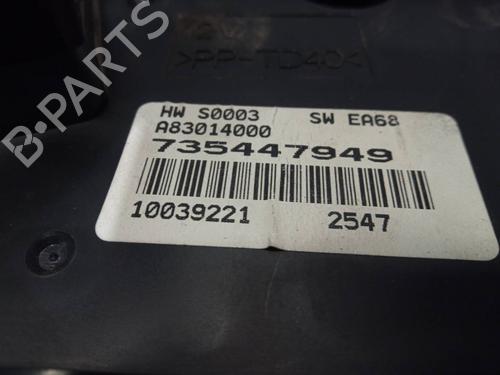 >PP-TD40<
HW S0003 SW EA68
A83014000
735447949
10039221 2547
B-PARTS